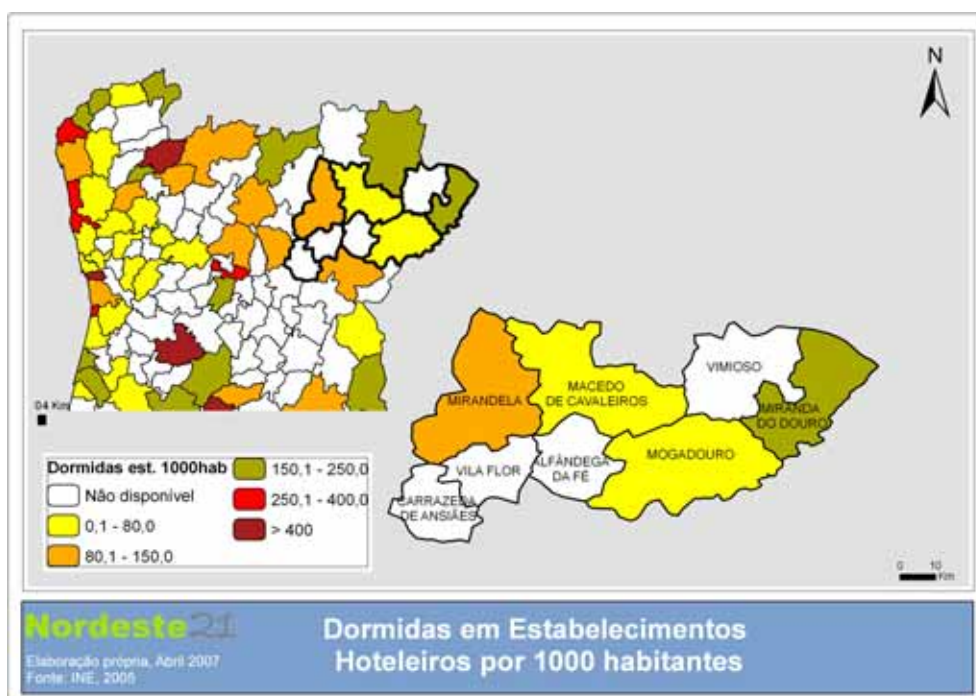 N
04 Km
Dormidas est. 1000hab
Não disponível
0,1 - 80,0
80,1 - 150,0
150,1 - 250,0
250,1 - 400,0
> 400
MIRANDELA
MACEDO
DE CAVALEIROS
VIMIOSO
MIRANDA
DO DOURO
MOGADOURO
ALFÂNDEGA
DA FÉ
VILA FLOR
CARRAZEDA
DE ANSIÃES
0 10
Km
Nordeste21
Elaboração própria, Abril 2007
Fonte: INE, 2005
Dormidas em Estabelecimentos
Hoteleiros por 1000 habitantes